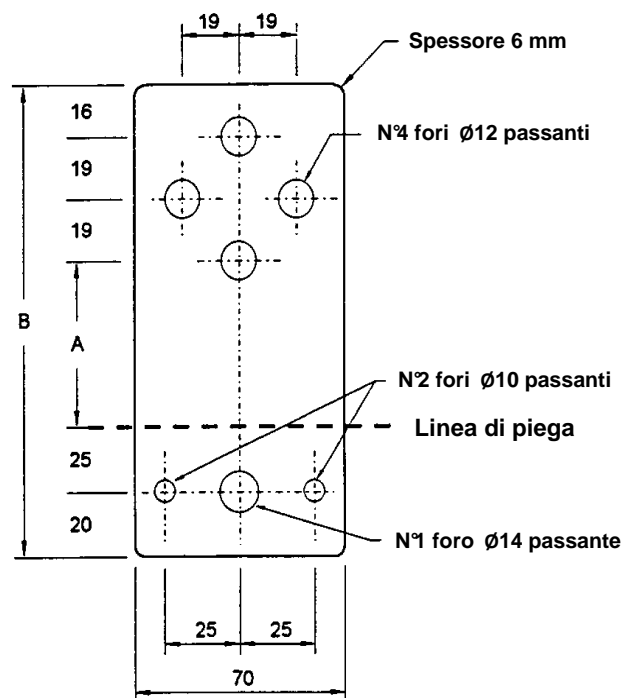 19 19
Spessore 6 mm
16
N°4 fori Ø12 passanti
19
19
B
A
N°2 fori Ø10 passanti
Linea di piega
25
20
N°1 foro Ø14 passante
25 25
70